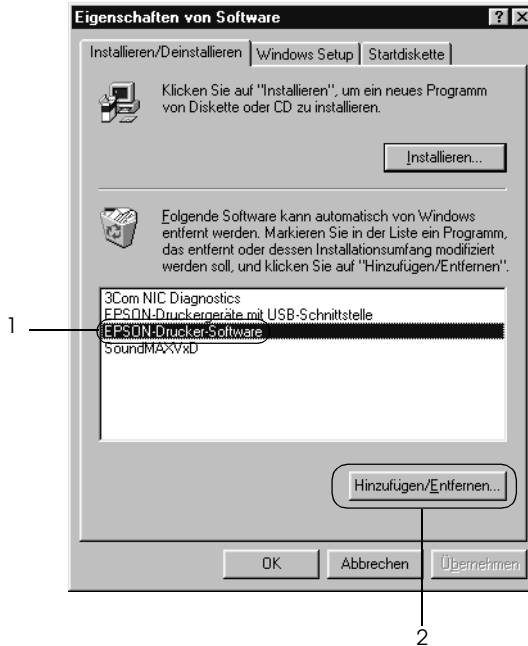 Eigenschaften von Software
Installieren/Deinstallieren
Windows Setup
Startdiskette
Klicken Sie auf "Installieren", um ein neues Programm
von Diskette oder CD zu installieren.
Installieren...
Folgende Software kann automatisch von Windows
entfernt werden. Markieren Sie in der Liste ein Programm,
das entfernt oder dessen Installationsumfang modifiziert
werden soll, und klicken Sie auf "Hinzufügen/Entfernen".
3Com NIC Diagnostics
EPSON-Druckergeräte mit USB-Schnittstelle
1
EPSON-Drucker-Software
SoundMAXVxD
Hinzufügen/Entfernen...
OK
Abbrechen
Übernehmen
2